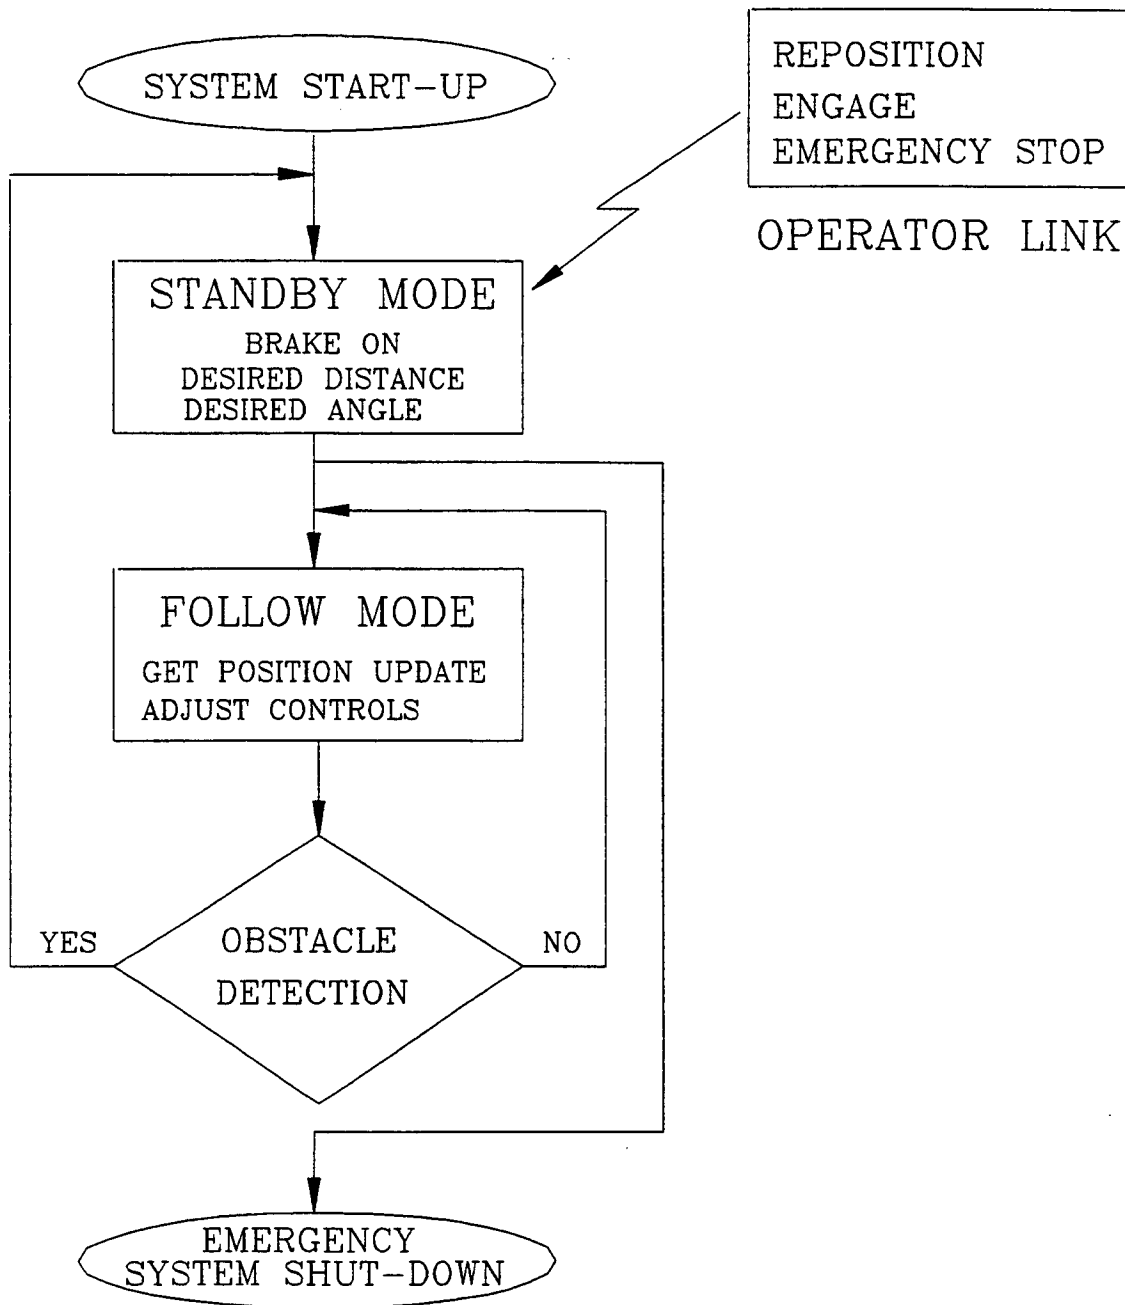 SYSTEM START-UP
REPOSITION
ENGAGE
EMERGENCY STOP
OPERATOR LINK
STANDBY MODE
BRAKE ON
DESIRED DISTANCE
DESIRED ANGLE
FOLLOW MODE
GET POSITION UPDATE
ADJUST CONTROLS
YES
OBSTACLE
DETECTION
NO
EMERGENCY
SYSTEM SHUT-DOWN